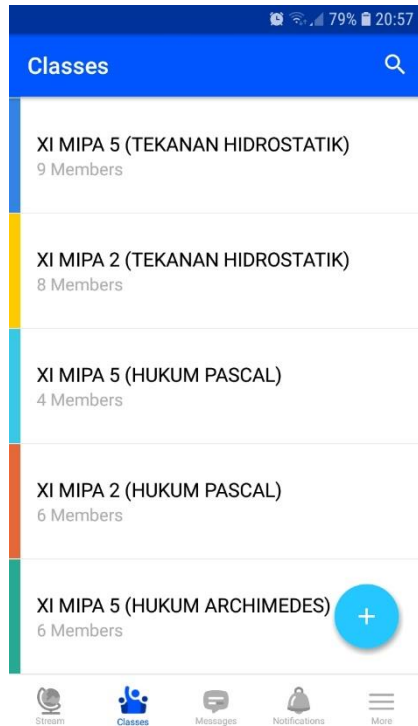 79% 20:57
Classes
XI MIPA 5 (TEKANAN HIDROSTATIK)
9 Members
XI MIPA 2 (TEKANAN HIDROSTATIK)
8 Members
XI MIPA 5 (HUKUM PASCAL)
4 Members
XI MIPA 2 (HUKUM PASCAL)
6 Members
XI MIPA 5 (HUKUM ARCHIMEDES)
6 Members
Stream Classes Messages Notifications More